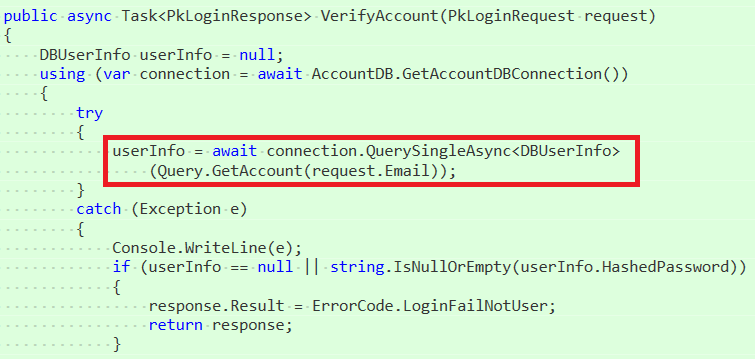 public async Task<PkLoginResponse> VerifyAccount(PkLoginRequest request)
{
DBUserInfo userInfo = null;
using (var connection = await AccountDB.GetAccountDBConnection())
{
try
{
userInfo = await connection.QuerySingleAsync<DBUserInfo>
(Query.GetAccount(request.Email));
}
catch (Exception e)
{
Console.WriteLine(e);
if (userInfo == null || string.IsNullOrEmpty(userInfo.HashedPassword))
{
response.Result = ErrorCode.LoginFailNotUser;
return response;
}